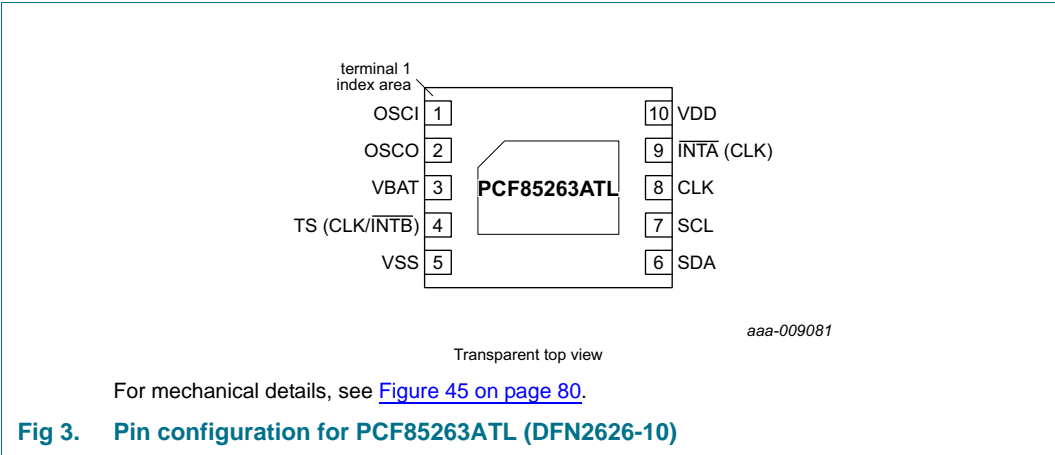 terminal 1
index area
OSCI 1
OSCO 2
VBAT 3
TS (CLK/INTB) 4
VSS 5
PCF85263ATL
10 VDD
9 INTA (CLK)
8 CLK
7 SCL
6 SDA
aaa-009081
Transparent top view
For mechanical details, see Figure 45 on page 80.
Fig 3. Pin configuration for PCF85263ATL (DFN2626-10)